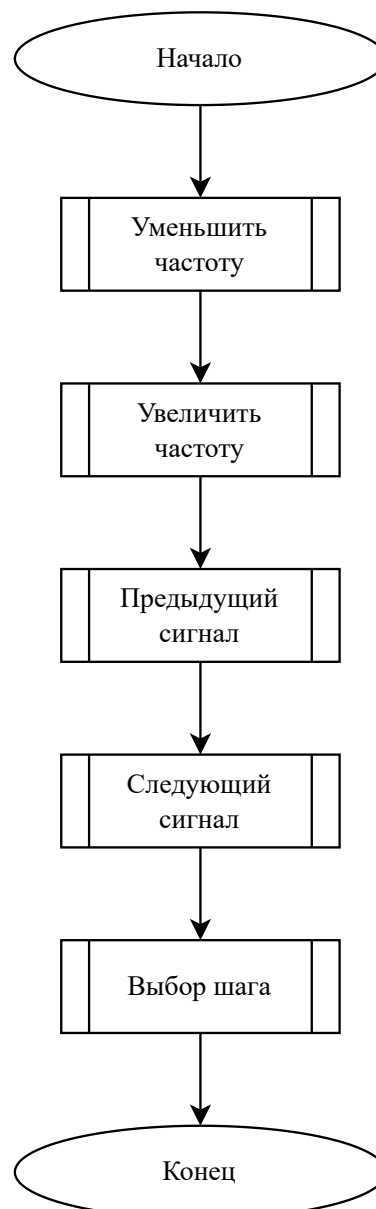 Начало
Уменьшить
частоту
Увеличить
частоту
Предыдущий
сигнал
Следующий
сигнал
Выбор шага
Конец